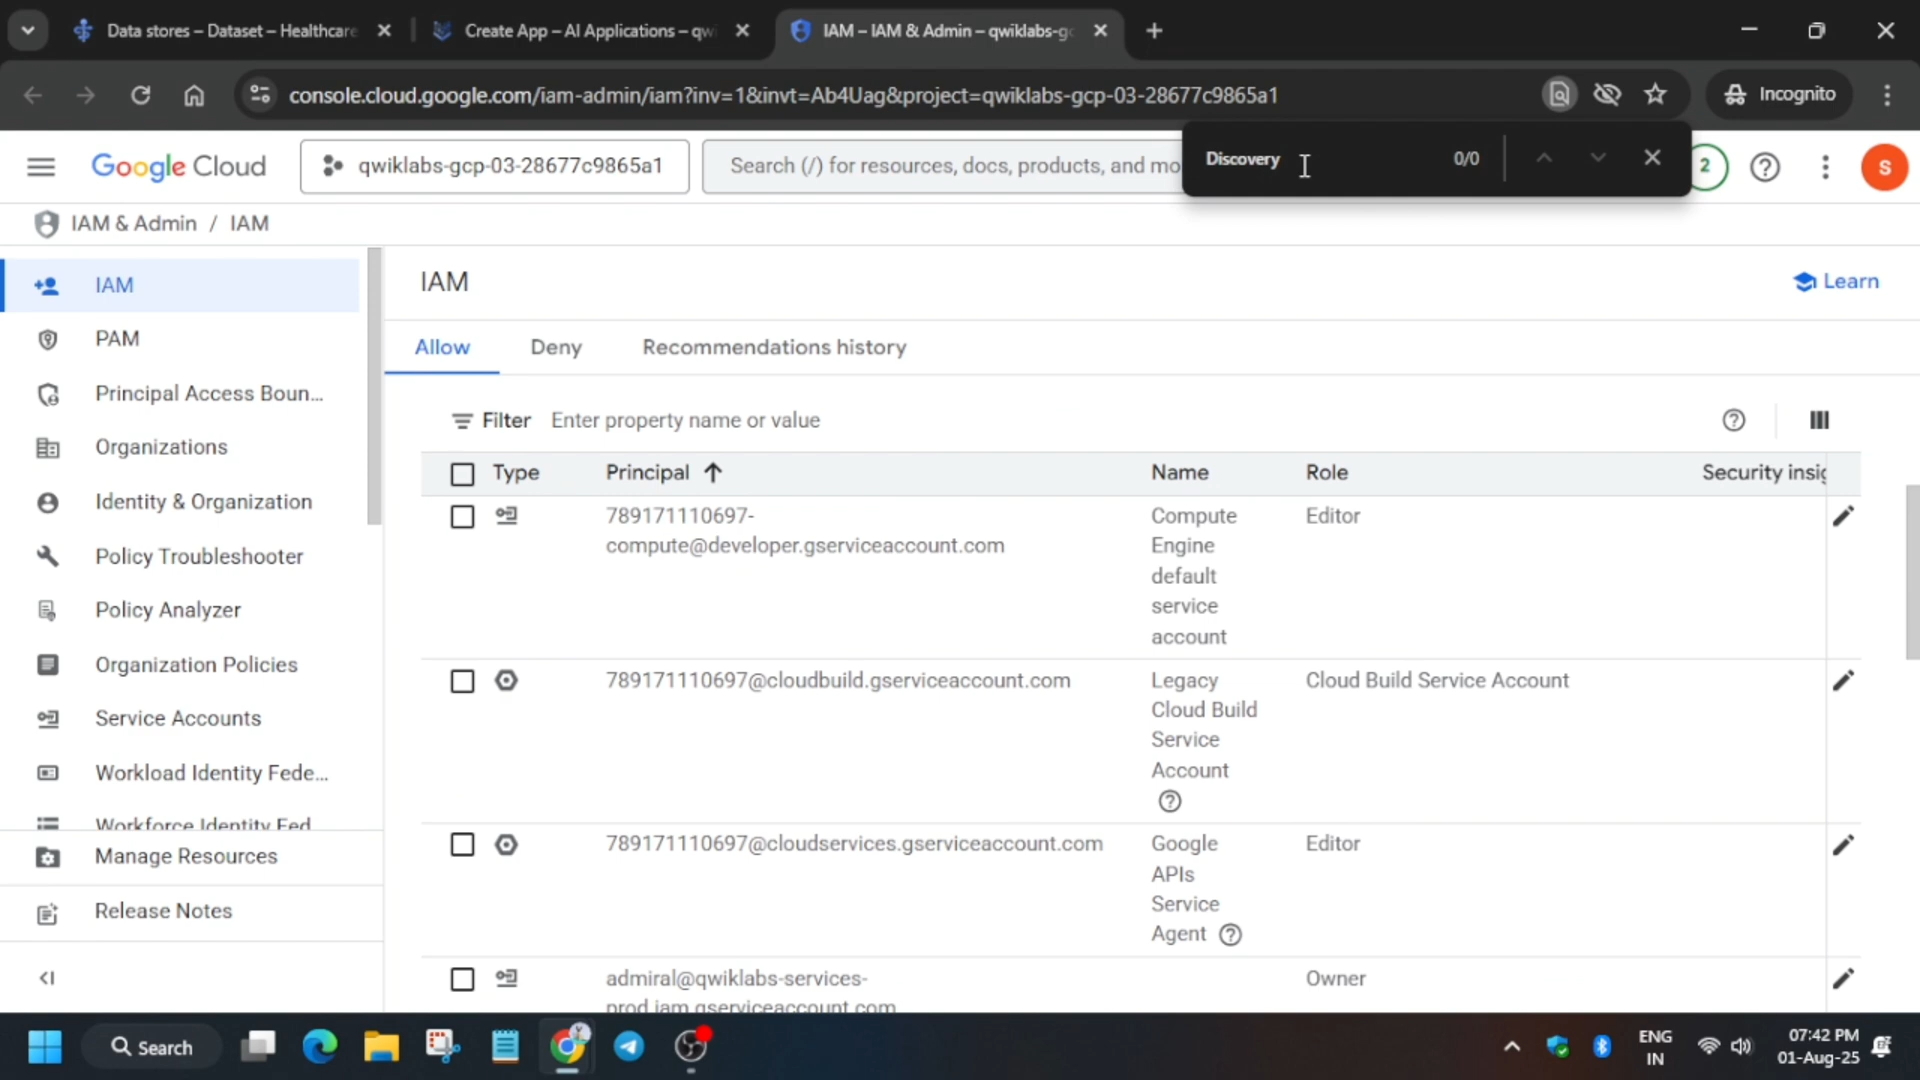 Data stores – Dataset – Healthcare
Create App – AI Applications – qwi
IAM – IAM & Admin – qwiklabs-gc
console.cloud.google.com/iam-admin/iam?inv=1&invt=Ab4Uag&project=qwiklabs-gcp-03-28677c9865a1
Incognito
Discovery
0/0
Google Cloud
qwiklabs-gcp-03-28677c9865a1
Search (/) for resources, docs, products, and mo
2
S
IAM & Admin / IAM
IAM
PAM
Principal Access Boun...
Organizations
Identity & Organization
Policy Troubleshooter
Policy Analyzer
Organization Policies
Service Accounts
Workload Identity Fede...
Workforce Identity Fed
Manage Resources
Release Notes
IAM
Learn
Allow
Deny
Recommendations history
Filter Enter property name or value
Type Principal Name Role Security insig
789171110697-
compute@developer.gserviceaccount.com
Compute
Engine
default
service
account
Editor
789171110697@cloudbuild.gserviceaccount.com
Legacy
Cloud Build
Service
Account
Cloud Build Service Account
789171110697@cloudservices.gserviceaccount.com
Google
APIs
Service
Agent
Editor
admiral@qwiklabs-services-
prod.iam.gserviceaccount.com
Owner
Search
ENG
IN
07:42 PM
01-Aug-25